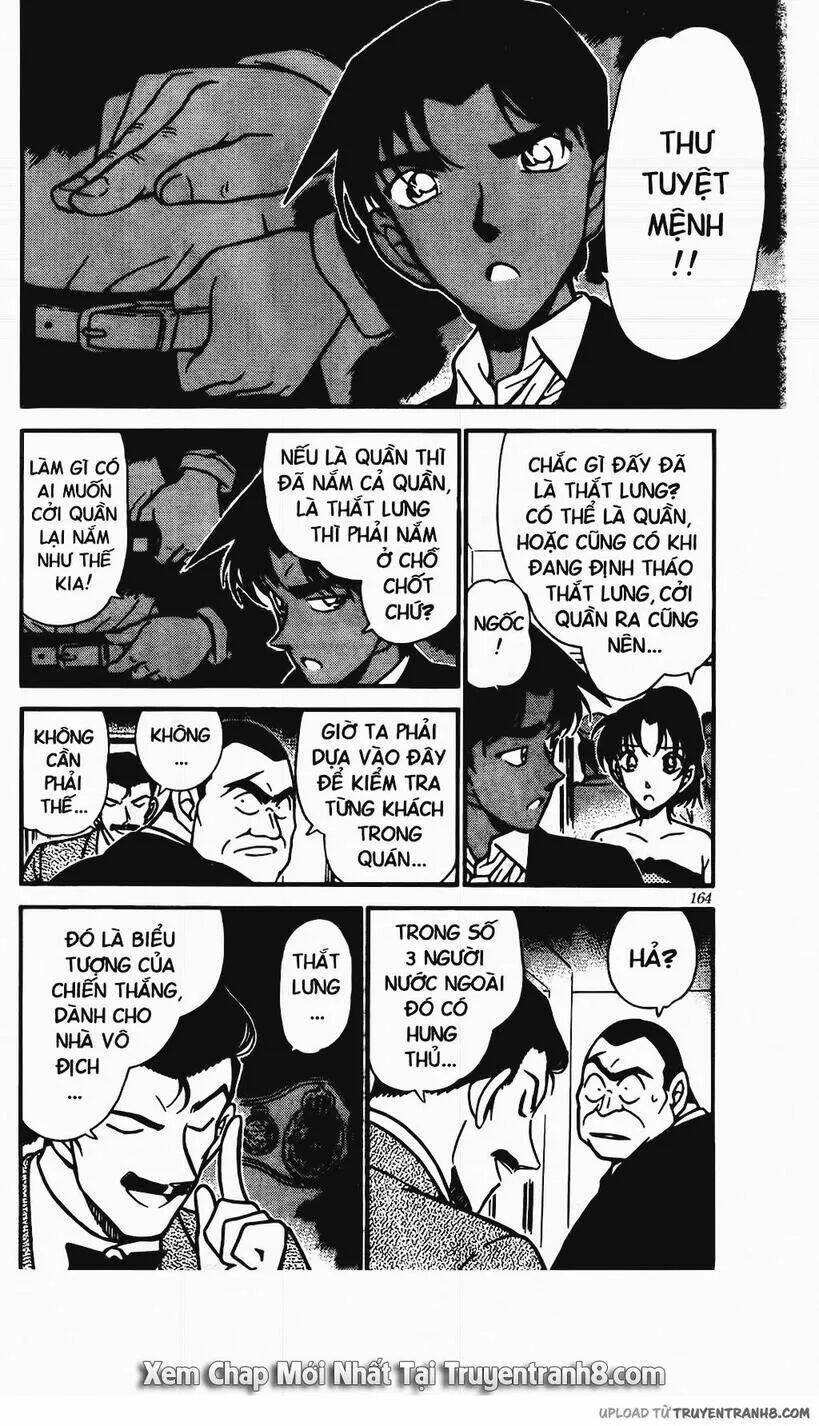 THƯ
TUYỆT
MỆNH
!!
CHẮC GÌ ĐẤY ĐÃ
LÀ THẮT LƯNG?
CÓ THỂ LÀ QUẦN,
HOẶC CŨNG CÓ KHI
ĐANG ĐỊNH THÁO
THẮT LƯNG, CỞI
QUẦN RA CŨNG
NÊN...
NGỐC
!
NẾU LÀ QUẦN THÌ
ĐÃ NẮM CẢ QUẦN,
LÀ THẮT LƯNG
THÌ PHẢI NẮM
Ở CHỖ
CHỐT
CHỨ?
LÀM GÌ CÓ
AI MUỐN
CỞI QUẦN
LẠI NẮM
NHƯ THẾ
KIA!
GIỜ TA PHẢI
DỰA VÀO ĐÂY
ĐỂ KIỂM TRA
TỪNG KHÁCH
TRONG
QUÁN...
KHÔNG
...
KHÔNG
CẦN
PHẢI
THẾ...
164
HẢ?
TRONG SỐ
3 NGƯỜI
NƯỚC NGOÀI
ĐÓ CÓ
HUNG
THỦ...
THẮT
LƯNG
...
ĐÓ LÀ BIỂU
TƯỢNG CỦA
CHIẾN THẮNG,
DÀNH CHO
NHÀ VÔ
ĐỊCH
...
Xem Chap Mới Nhất Tại Truyentranh8.com
UPLOAD TỪ TRUYENTRANH8.COM